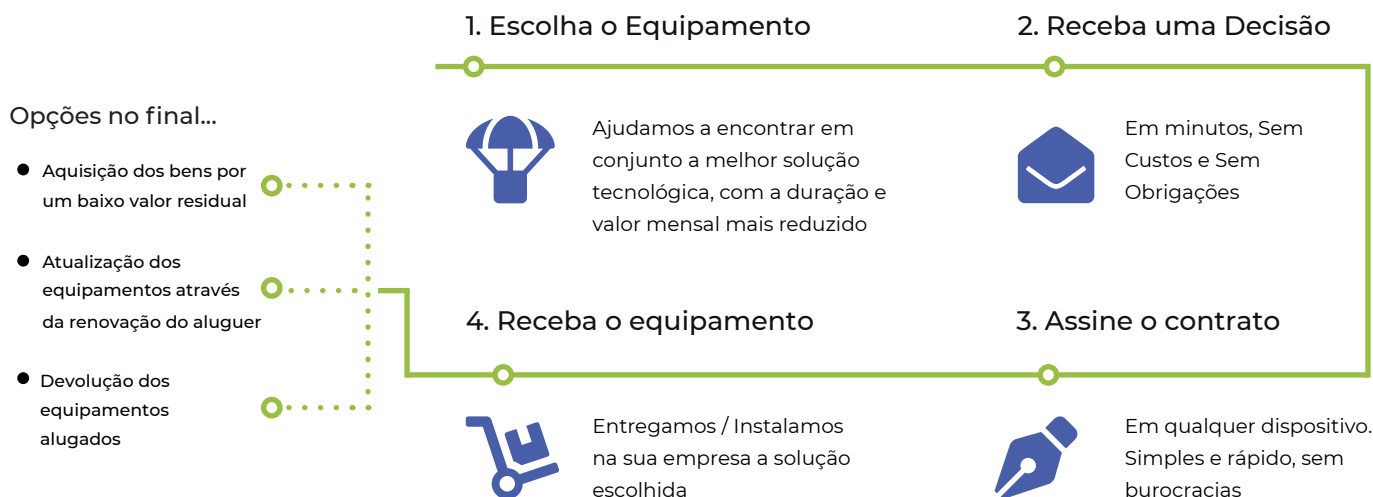 1. Escolha o Equipamento
Ajudamos a encontrar em
conjunto a melhor solução
tecnológica, com a duração e
valor mensal mais reduzido
2. Receba uma Decisão
Em minutos, Sem
Custos e Sem
Obrigações
3. Assine o contrato
Em qualquer dispositivo.
Simples e rápido, sem
burocracias
4. Receba o equipamento
Entregamos / Instalamos
na sua empresa a solução
escolhida
Opções no final...
Aquisição dos bens por
um baixo valor residual
Atualização dos
equipamentos através
da renovação do aluguer
Devolução dos
equipamentos
alugados